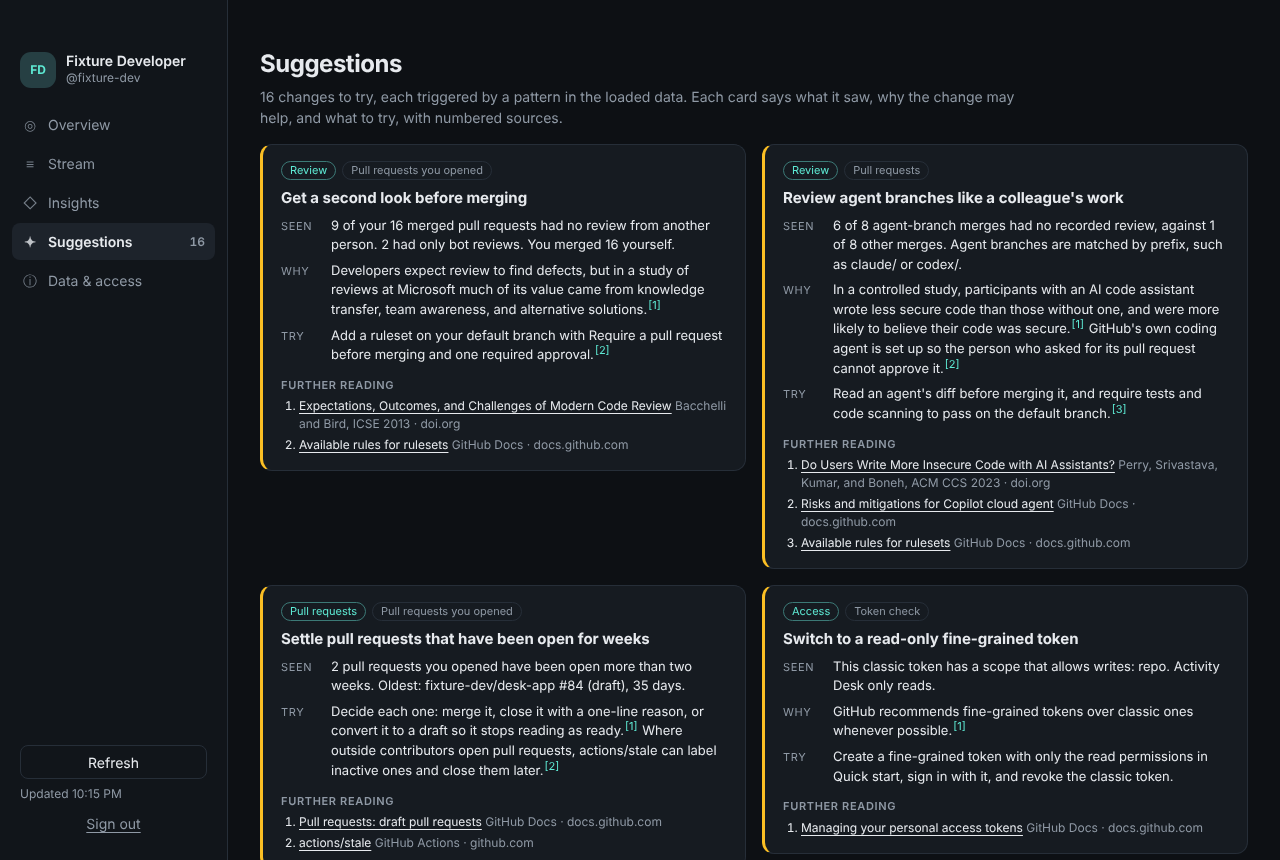 FD
Fixture Developer
@fixture-dev
Overview
Stream
Insights
Suggestions 16
Data & access
Refresh
Updated 10:15 PM
Sign out
Suggestions
16 changes to try, each triggered by a pattern in the loaded data. Each card says what it saw, why the change may
help, and what to try, with numbered sources.
Review Pull requests you opened
Get a second look before merging
SEEN 9 of your 16 merged pull requests had no review from another
person. 2 had only bot reviews. You merged 16 yourself.
WHY Developers expect review to find defects, but in a study of
reviews at Microsoft much of its value came from knowledge
transfer, team awareness, and alternative solutions.[1]
TRY Add a ruleset on your default branch with Require a pull request
before merging and one required approval.[2]
FURTHER READING
1. Expectations, Outcomes, and Challenges of Modern Code Review Bacchelli
and Bird, ICSE 2013 · doi.org
2. Available rules for rulesets GitHub Docs · docs.github.com
Review Pull requests
Review agent branches like a colleague's work
SEEN 6 of 8 agent-branch merges had no recorded review, against 1
of 8 other merges. Agent branches are matched by prefix, such
as claude/ or codex/.
WHY In a controlled study, participants with an AI code assistant
wrote less secure code than those without one, and were more
likely to believe their code was secure.[1] GitHub's own coding
agent is set up so the person who asked for its pull request
cannot approve it.[2]
TRY Read an agent's diff before merging it, and require tests and
code scanning to pass on the default branch.[3]
FURTHER READING
1. Do Users Write More Insecure Code with AI Assistants? Perry, Srivastava,
Kumar, and Boneh, ACM CCS 2023 · doi.org
2. Risks and mitigations for Copilot cloud agent GitHub Docs ·
docs.github.com
3. Available rules for rulesets GitHub Docs · docs.github.com
Pull requests Pull requests you opened
Settle pull requests that have been open for weeks
SEEN 2 pull requests you opened have been open more than two
weeks. Oldest: fixture-dev/desk-app #84 (draft), 35 days.
TRY Decide each one: merge it, close it with a one-line reason, or
convert it to a draft so it stops reading as ready.[1] Where
outside contributors open pull requests, actions/stale can label
inactive ones and close them later.[2]
FURTHER READING
1. Pull requests: draft pull requests GitHub Docs · docs.github.com
2. actions/stale GitHub Actions · github.com
Access Token check
Switch to a read-only fine-grained token
SEEN This classic token has a scope that allows writes: repo. Activity
Desk only reads.
WHY GitHub recommends fine-grained tokens over classic ones
whenever possible.[1]
TRY Create a fine-grained token with only the read permissions in
Quick start, sign in with it, and revoke the classic token.
FURTHER READING
1. Managing your personal access tokens GitHub Docs · docs.github.com